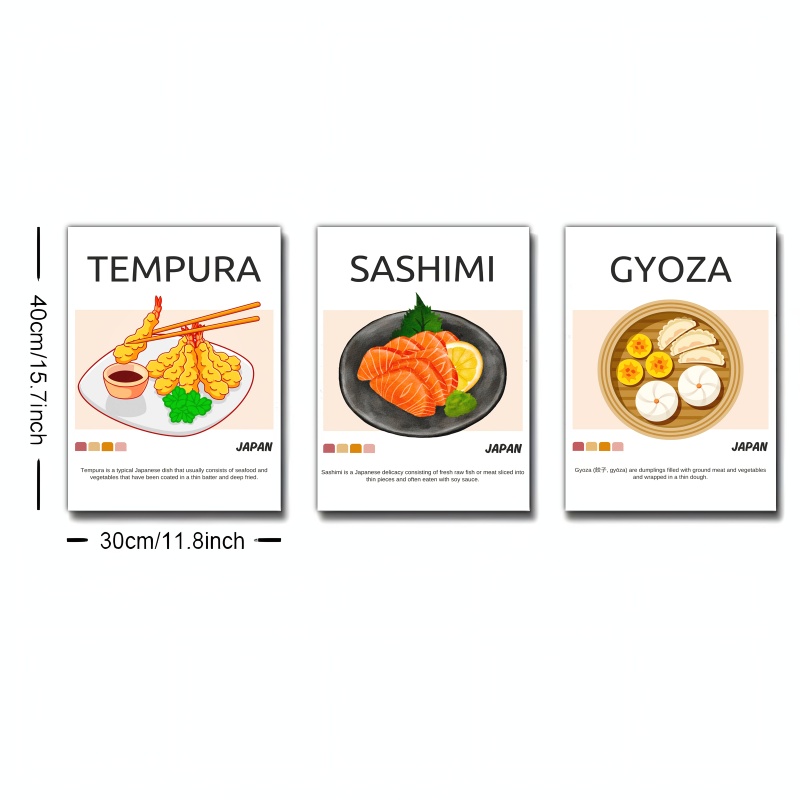 40cm/15.7inch
TEMPURA
JAPAN
Tempura is a typical Japanese dish that usually consists of seafood and
vegetables that have been coated in a thin batter and deep fried.
30cm/11.8inch
SASHIMI
JAPAN
Sashimi is a Japanese delicacy consisting of fresh raw fish or meat sliced into
thin pieces and often eaten with soy sauce.
GYOZA
JAPAN
Gyoza (餃子, gyōza) are dumplings filled with ground meat and vegetables
and wrapped in a thin dough.